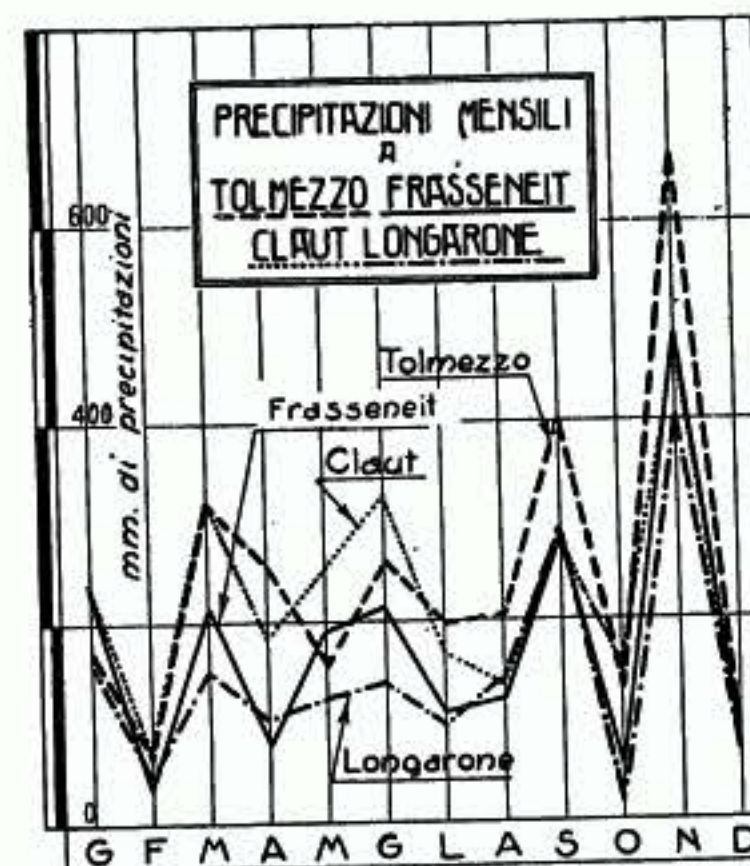 PRECIPITAZIONI MENSILI
A
TOLMEZZO FRASSENEIT
CLAUT LONGARONE
600
mm. di precipitazioni
Tolmezzo
400
Frasseneit
Claut
Longarone
0
G F M A M G L A S O N D